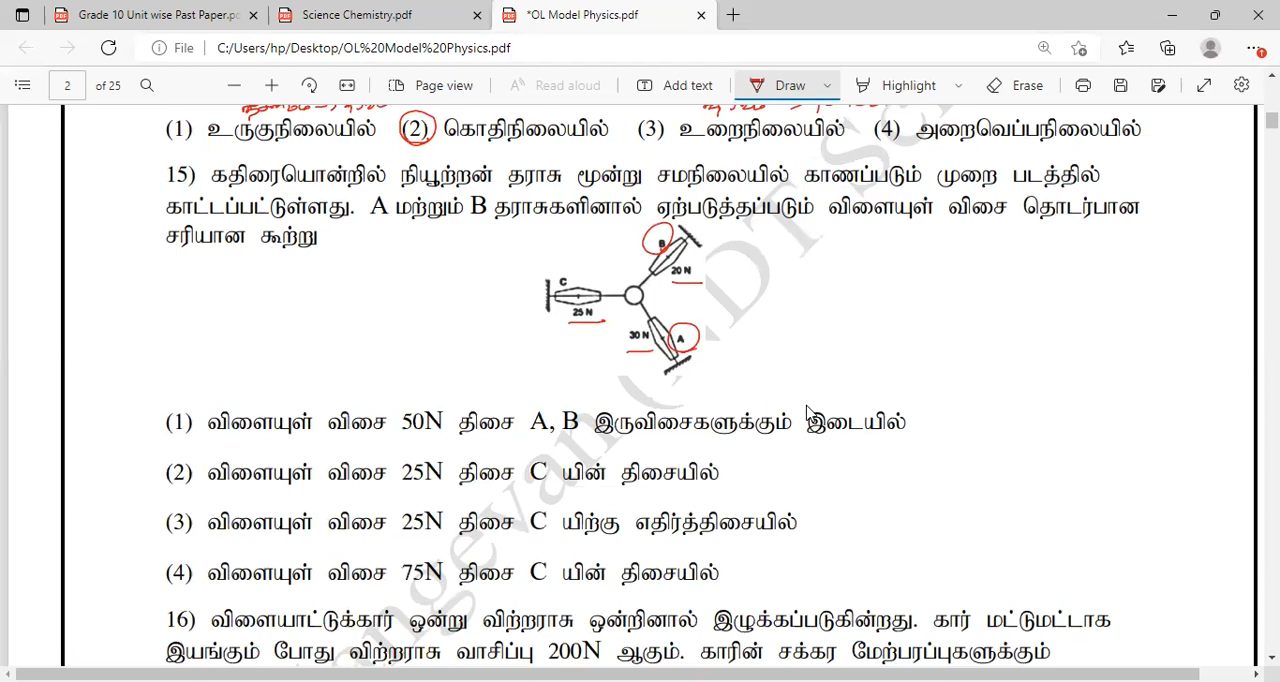 Grade 10 Unit wise Past Paper.pd
Science Chemistry.pdf
*OL Model Physics.pdf
File C:/Users/hp/Desktop/OL%20Model%20Physics.pdf
2 of 25 Page view Read aloud Add text Draw Highlight Erase
(1) உருகுநிலையில் (2) கொதிநிலையில் (3) உறைநிலையில் (4) அறைவெப்பநிலையில்
15) கதிரையொன்றில் நியூற்றன் தராசு மூன்று சமநிலையில் காணப்படும் முறை படத்தில்
காட்டப்பட்டுள்ளது. A மற்றும் B தராசுகளினால் ஏற்படுத்தப்படும் விளையுள் விசை தொடர்பான
சரியான கூற்று
B
20 N
C
25 N
30 N
A
(1) விளையுள் விசை 50N திசை A, B இருவிசைகளுக்கும் இடையில்
(2) விளையுள் விசை 25N திசை C யின் திசையில்
(3) விளையுள் விசை 25N திசை C யிற்கு எதிர்த்திசையில்
(4) விளையுள் விசை 75N திசை C யின் திசையில்
16) விளையாட்டுக்கார் ஒன்று விற்றராசு ஒன்றினால் இழுக்கப்படுகின்றது. கார் மட்டுமட்டாக
இயங்கும் போது விற்றராசு வாசிப்பு 200N ஆகும். காரின் சக்கர மேற்பரப்புகளுக்கும்